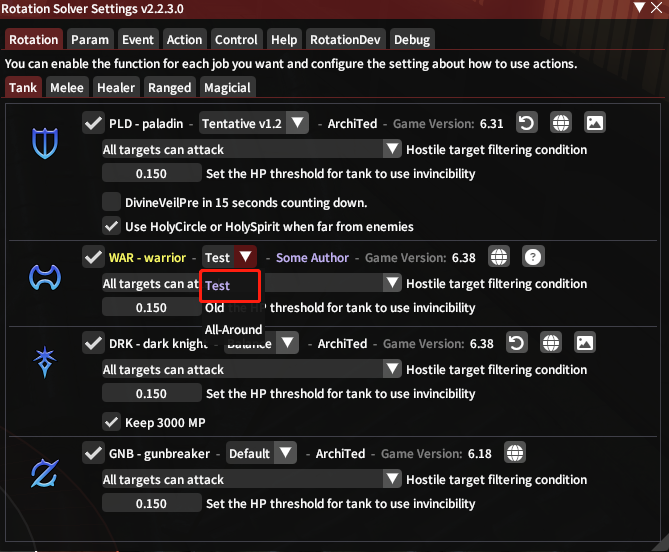 Rotation Solver Settings v2.2.3.0
Rotation Param Event Action Control Help RotationDev Debug
You can enable the function for each job you want and configure the setting about how to use actions.
Tank Melee Healer Ranged Magicial
PLD - paladin - Tentative v1.2 - ArchiTed - Game Version: 6.31
All targets can attack Hostile target filtering condition
0.150 Set the HP threshold for tank to use invincibility
DivineVeilPre in 15 seconds counting down.
Use HolyCircle or HolySpirit when far from enemies
WAR - warrior - Test - Some Author - Game Version: 6.38 ?
All targets can at Hostile target filtering condition
Test
0.150 Old the HP threshold for tank to use invincibility
All-Around
DRK - dark knight - Balance - ArchiTed - Game Version: 6.38
All targets can attack Hostile target filtering condition
0.150 Set the HP threshold for tank to use invincibility
Keep 3000 MP
GNB - gunbreaker - Default - ArchiTed - Game Version: 6.18
All targets can attack Hostile target filtering condition
0.150 Set the HP threshold for tank to use invincibility